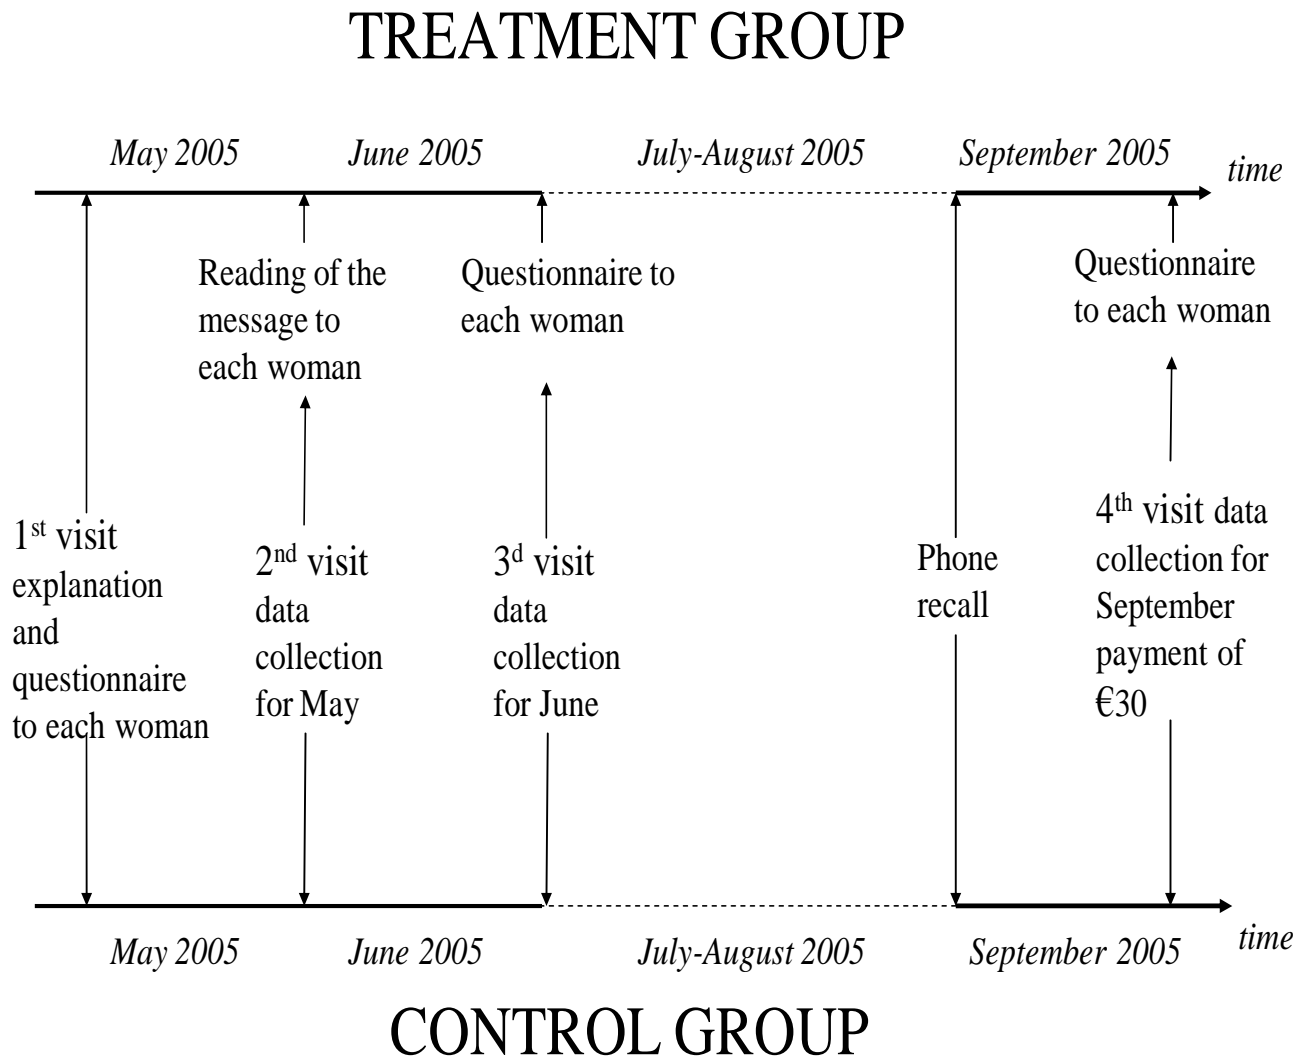 TREATMENT GROUP
May 2005
June 2005
July-August 2005
September 2005
time
Reading of the
message to
each woman
Questionnaire to
each woman
Questionnaire
to each woman
1st visit
explanation
and
questionnaire
to each woman
2nd visit
data
collection
for May
3d visit
data
collection
for June
Phone
recall
4th visit data
collection for
September
payment of
€30
May 2005
June 2005
July-August 2005
September 2005
time
CONTROL GROUP